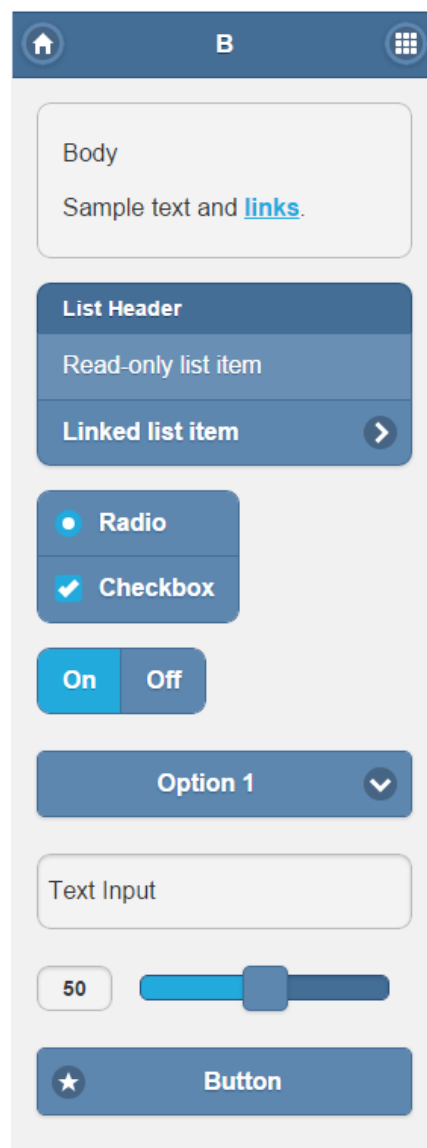 B
Body
Sample text and links.
List Header
Read-only list item
Linked list item
Radio
Checkbox
On Off
Option 1
Text Input
50
Button